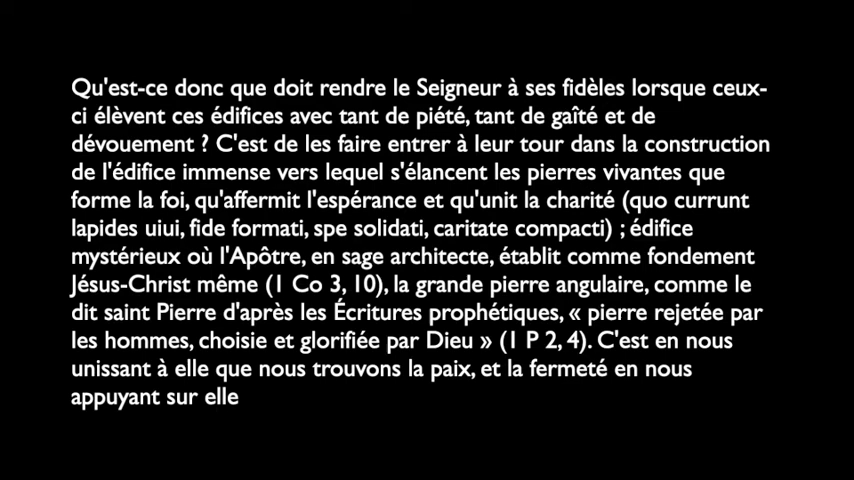 Qu'est-ce donc que doit rendre le Seigneur à ses fidèles lorsque ceux-
ci élèvent ces édifices avec tant de piété, tant de gaîté et de
dévouement ? C'est de les faire entrer à leur tour dans la construction
de l'édifice immense vers lequel s'élancent les pierres vivantes que
forme la foi, qu'affermit l'espérance et qu'unit la charité (quo currunt
lapides uiui, fide formati, spe solidati, caritate compacti) ; édifice
mystérieux où l'Apôtre, en sage architecte, établit comme fondement
Jésus-Christ même (1 Co 3, 10), la grande pierre angulaire, comme le
dit saint Pierre d'après les Écritures prophétiques, « pierre rejetée par
les hommes, choisie et glorifiée par Dieu » (1 P 2, 4). C'est en nous
unissant à elle que nous trouvons la paix, et la fermeté en nous
appuyant sur elle